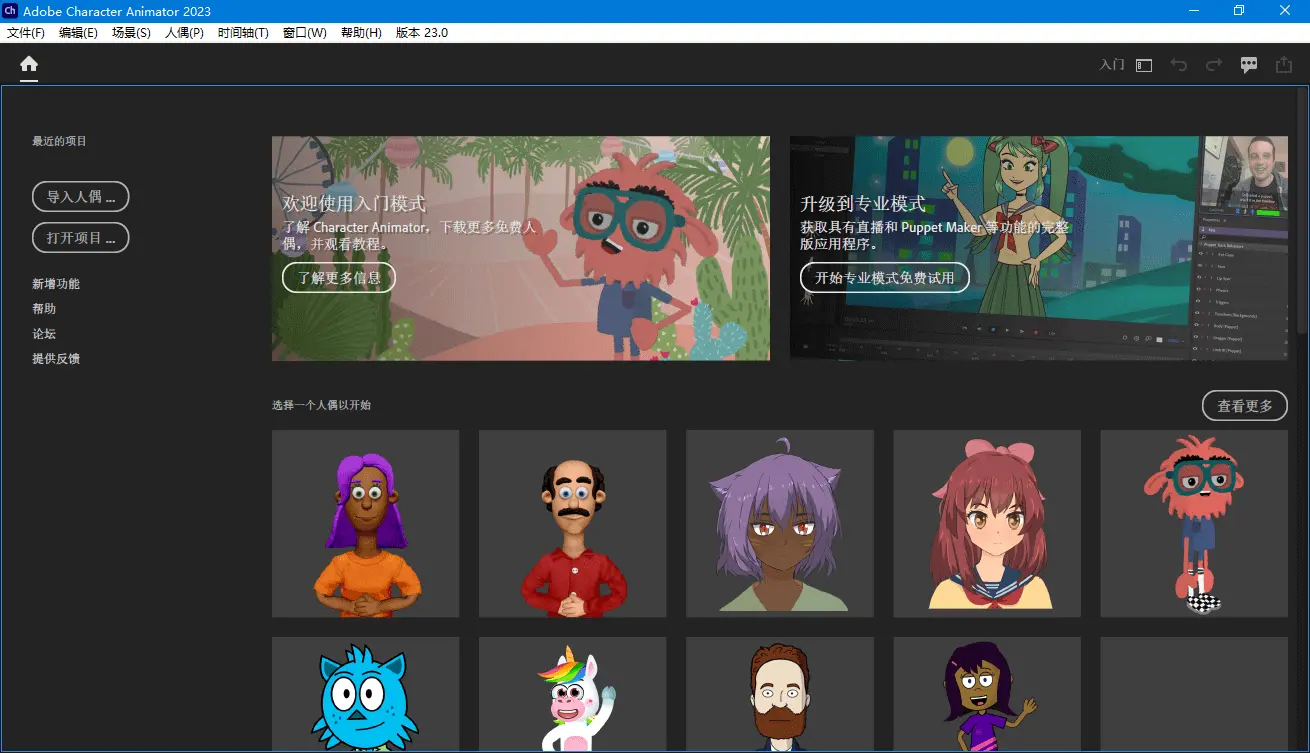 Ch Adobe Character Animator 2023
文件(F) 编辑(E) 场景(S) 人偶(P) 时间轴(T) 窗口(W) 帮助(H) 版本 23.0
入门
最近的项目
导入人偶 ...
打开项目 ...
新增功能
帮助
论坛
提供反馈
欢迎使用入门模式
了解 Character Animator，下载更多免费人
偶，并观看教程。
了解更多信息
升级到专业模式
获取具有直播和 Puppet Maker 等功能的完整
版应用程序。
开始专业模式免费试用
选择一个人偶以开始
查看更多